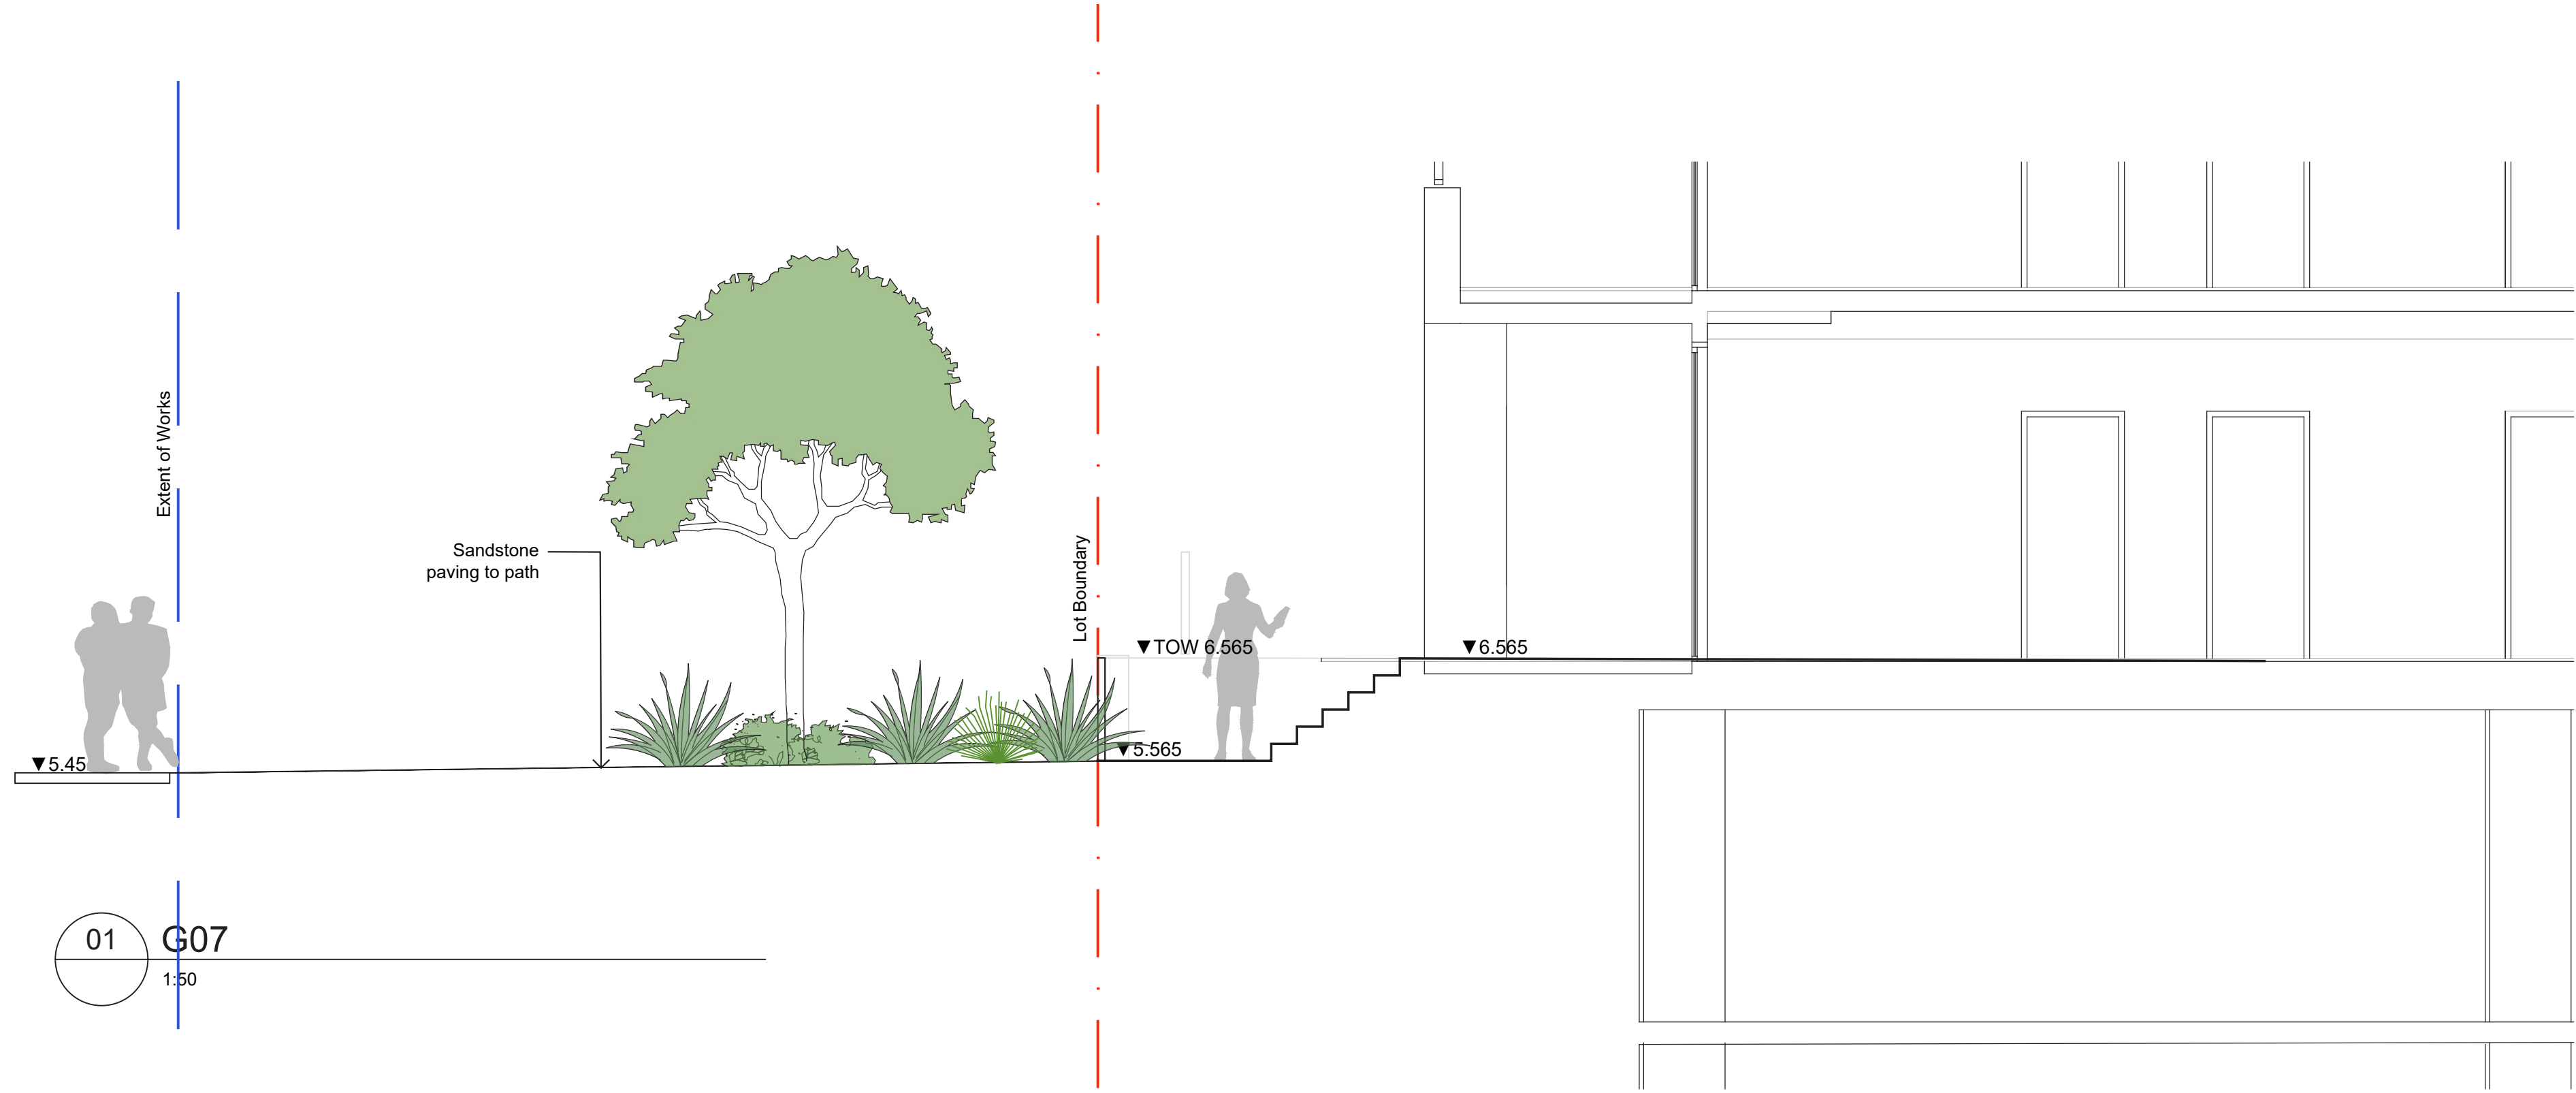 Extent of Works
Sandstone
paving to path
Lot Boundary
▼TOW 6.565
▼6.565
▼5.565
▼5.45
01
G07
1:50